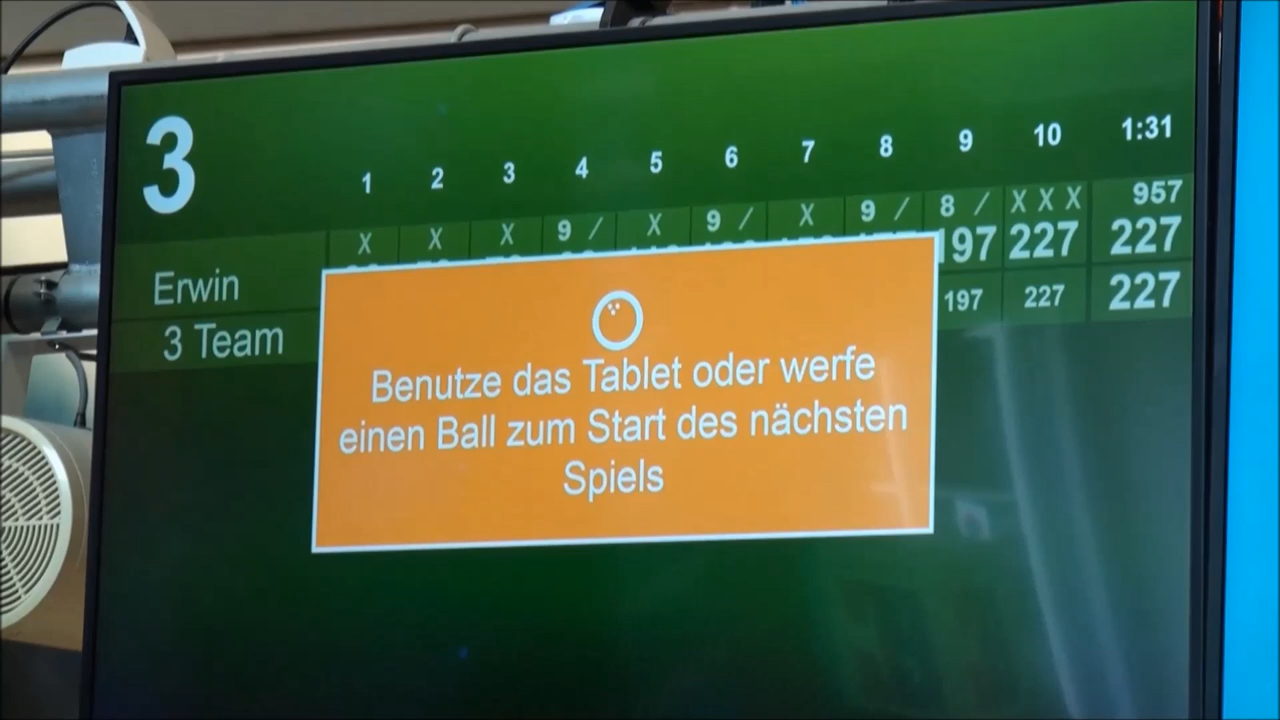 3
1 2 3 4 5 6 7 8 9 10 1:31
X X X 9 / X 9 / X 9 / 8 / X X X 957
Erwin 197 227 227
3 Team 197 227 227
Benutze das Tablet oder werfe
einen Ball zum Start des nächsten
Spiels